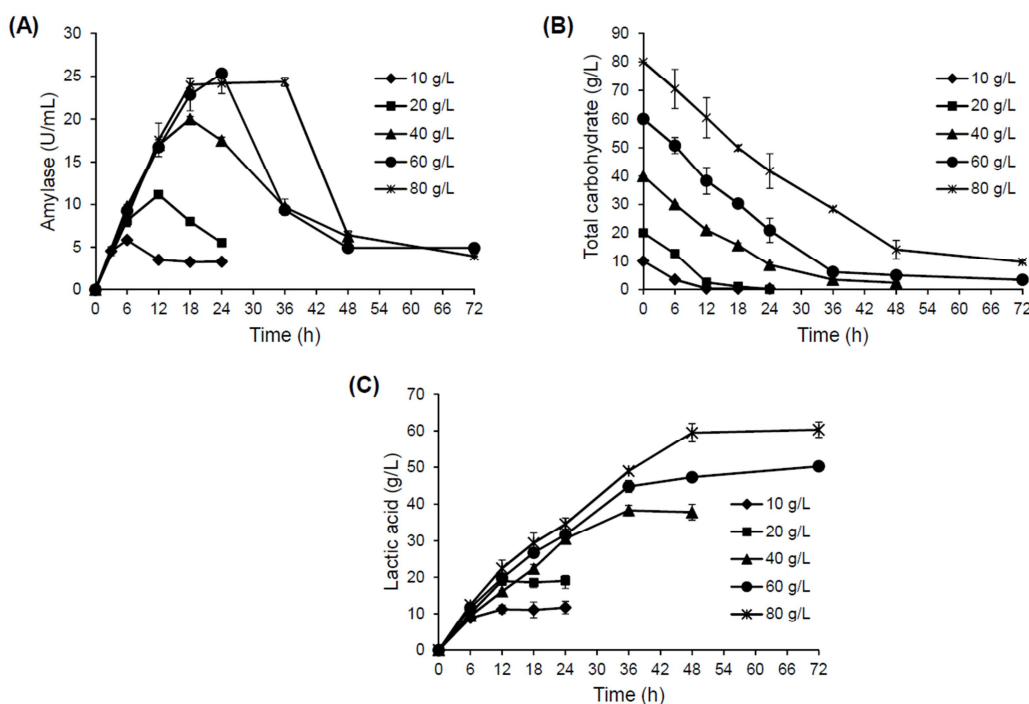 (A)
Amylase (U/mL)
30
25
20
15
10
5
0
0 6 12 18 24 30 36 42 48 54 60 66 72
Time (h)
10 g/L
20 g/L
40 g/L
60 g/L
80 g/L
(B)
Total carbohydrate (g/L)
90
80
70
60
50
40
30
20
10
0
0 6 12 18 24 30 36 42 48 54 60 66 72
Time (h)
10 g/L
20 g/L
40 g/L
60 g/L
80 g/L
(C)
Lactic acid (g/L)
70
60
50
40
30
20
10
0
0 6 12 18 24 30 36 42 48 54 60 66 72
Time (h)
10 g/L
20 g/L
40 g/L
60 g/L
80 g/L